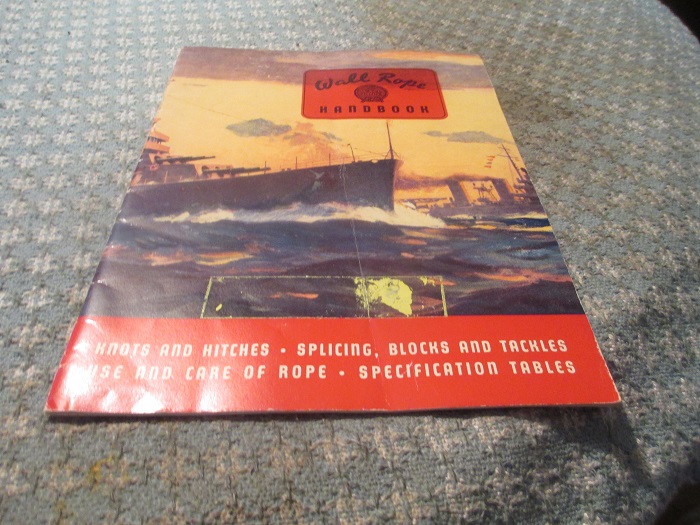 Wall Rope
HANDBOOK
KNOTS AND HITCHES • SPLICING, BLOCKS AND TACKLES
USE AND CARE OF ROPE • SPECIFICATION TABLES